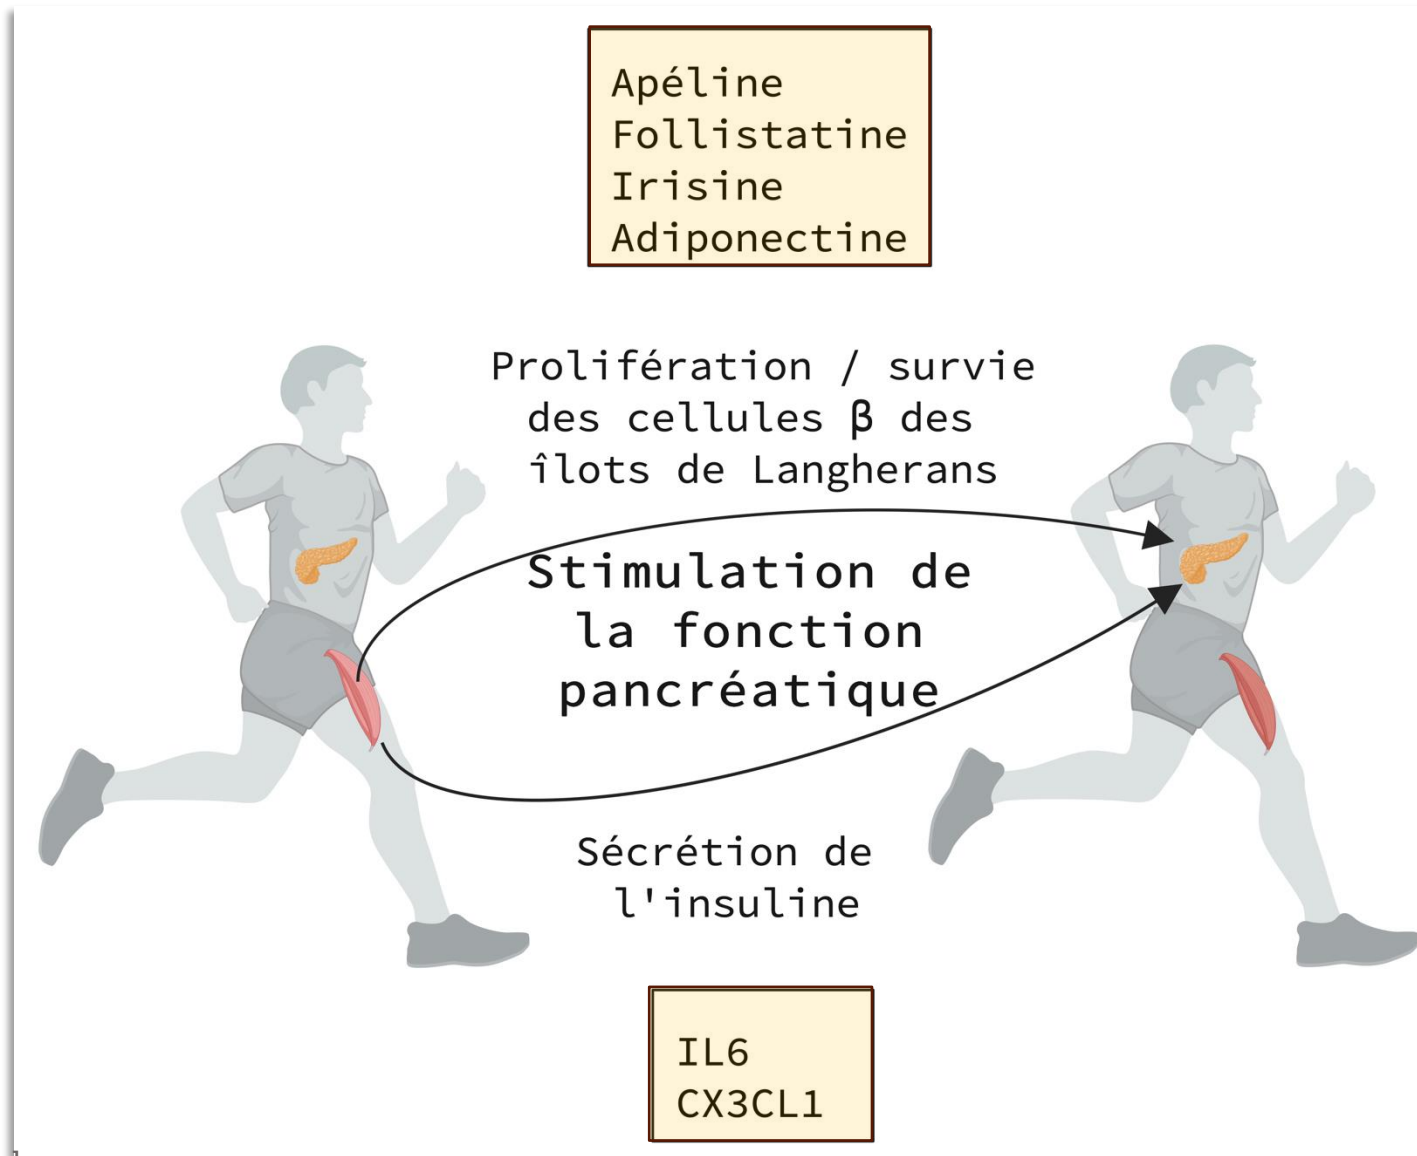 Apéline
Follistatine
Irisine
Adiponectine
Prolifération / survie
des cellules β des
îlots de Langherans
Stimulation de
la fonction
pancréatique
Sécrétion de
l'insuline
IL6
CX3CL1